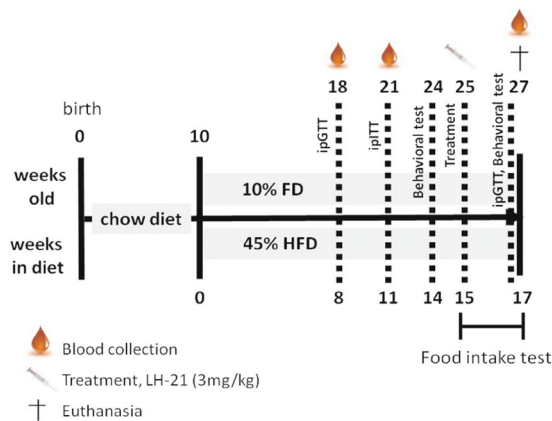 18 21 24 25 27
birth
0 10
ipGTT
ipITT
Behavioral test
Treatment
ipGTT, Behavioral test
weeks
old
10% FD
chow diet
weeks
in diet
45% HFD
0 8 11 14 15 17
Food intake test
Blood collection
Treatment, LH-21 (3mg/kg)
Euthanasia